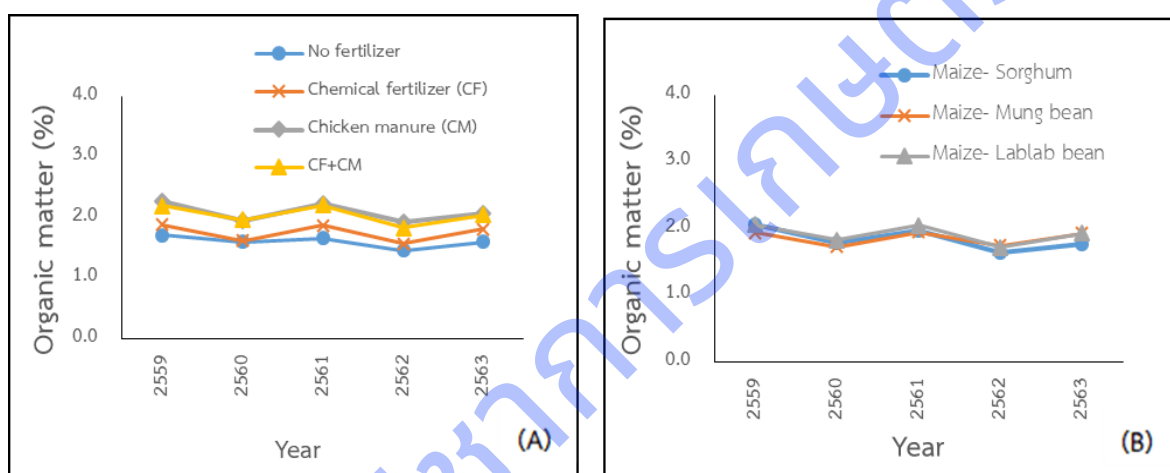 No fertilizer
Chemical fertilizer (CF)
Chicken manure (CM)
CF+CM
Organic matter (%)
4.0
3.0
2.0
1.0
0.0
2559
2560
2561
2562
2563
Year
(A)
Maize- Sorghum
Maize- Mung bean
Maize- Lablab bean
Organic matter (%)
4.0
3.0
2.0
1.0
0.0
2559
2560
2561
2562
2563
Year
(B)